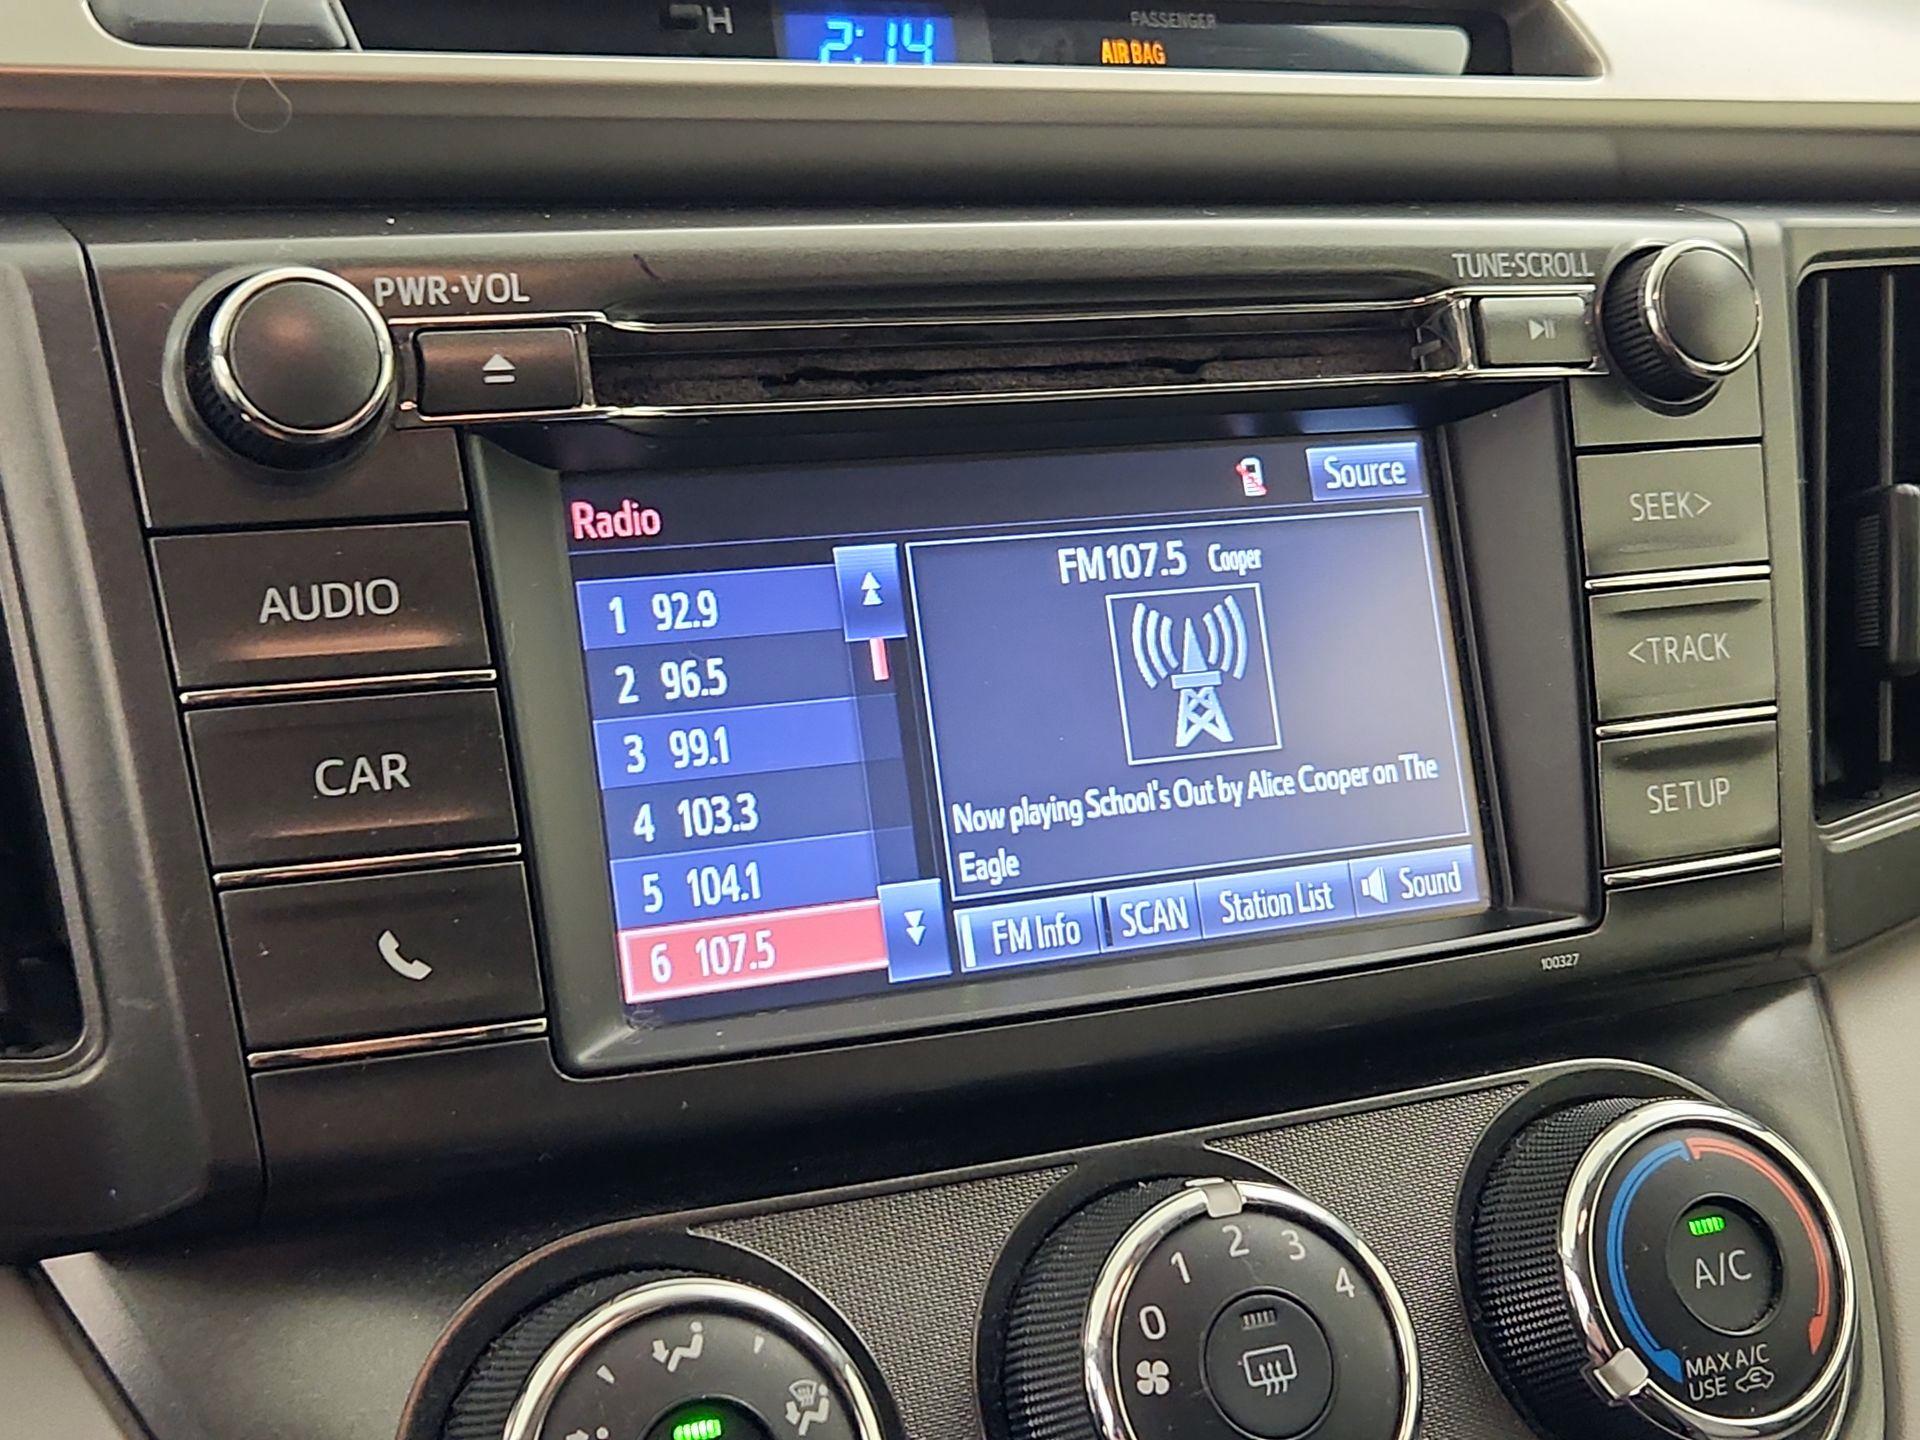 H
2:14
PASSENGER
AIR BAG
PWR·VOL
TUNE·SCROLL
Radio
Source
SEEK>
FM107.5 Cooper
1 92.9
AUDIO
2 96.5
<TRACK
3 99.1
CAR
4 103.3
Now playing School's Out by Alice Cooper on The
Eagle
SETUP
5 104.1
6 107.5
FM Info
SCAN
Station List
Sound
100327
0
1
2
3
4
A/C
MAX A/C
USE